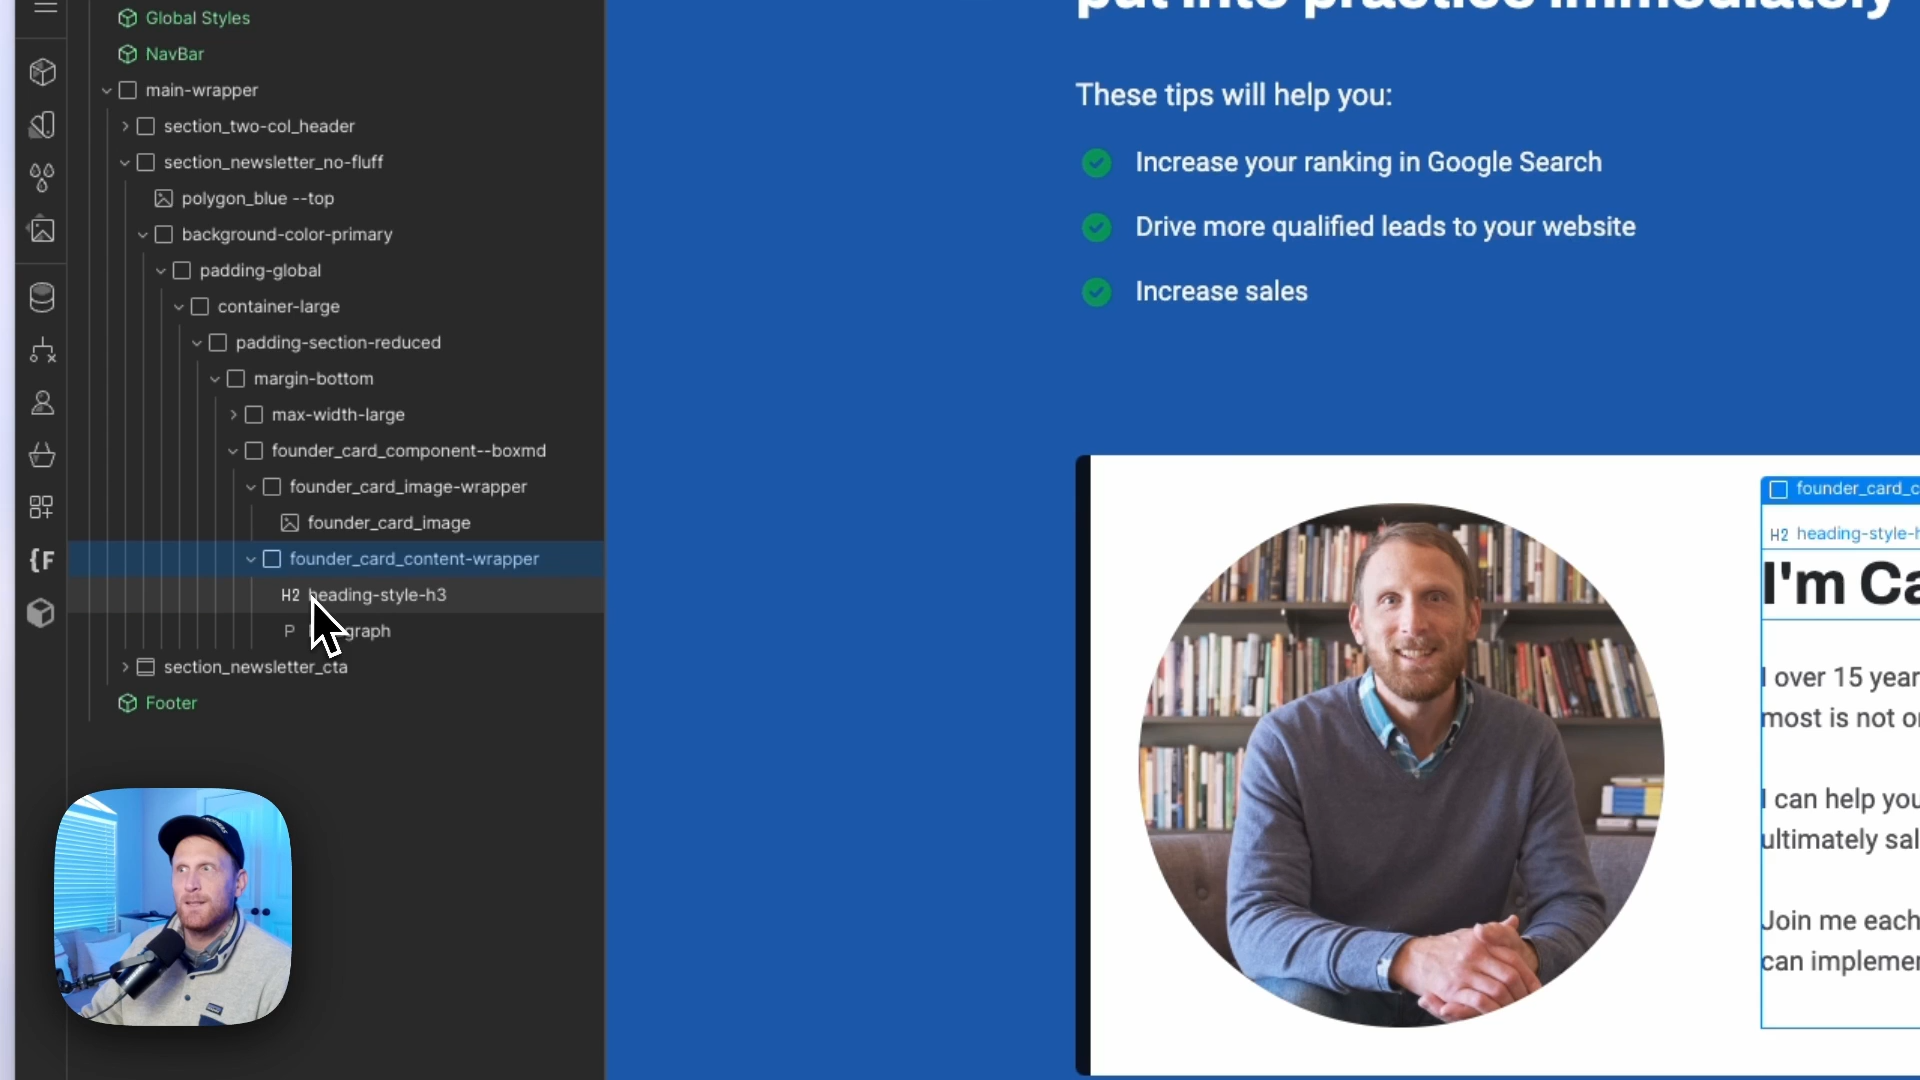 Global Styles
NavBar
main-wrapper
section_two-col_header
section_newsletter_no-fluff
polygon_blue --top
background-color-primary
padding-global
container-large
padding-section-reduced
margin-bottom
max-width-large
founder_card_component--boxmd
founder_card_image-wrapper
founder_card_image
founder_card_content-wrapper
H2 heading-style-h3
P
section_newsletter_cta
Footer
{F
put into practice immediately
These tips will help you:
Increase your ranking in Google Search
Drive more qualified leads to your website
Increase sales
founder_card_c
H2 heading-style-h
I'm Ca
I over 15 year
most is not
I can help you
ultimately sal
Join me each
can implemen